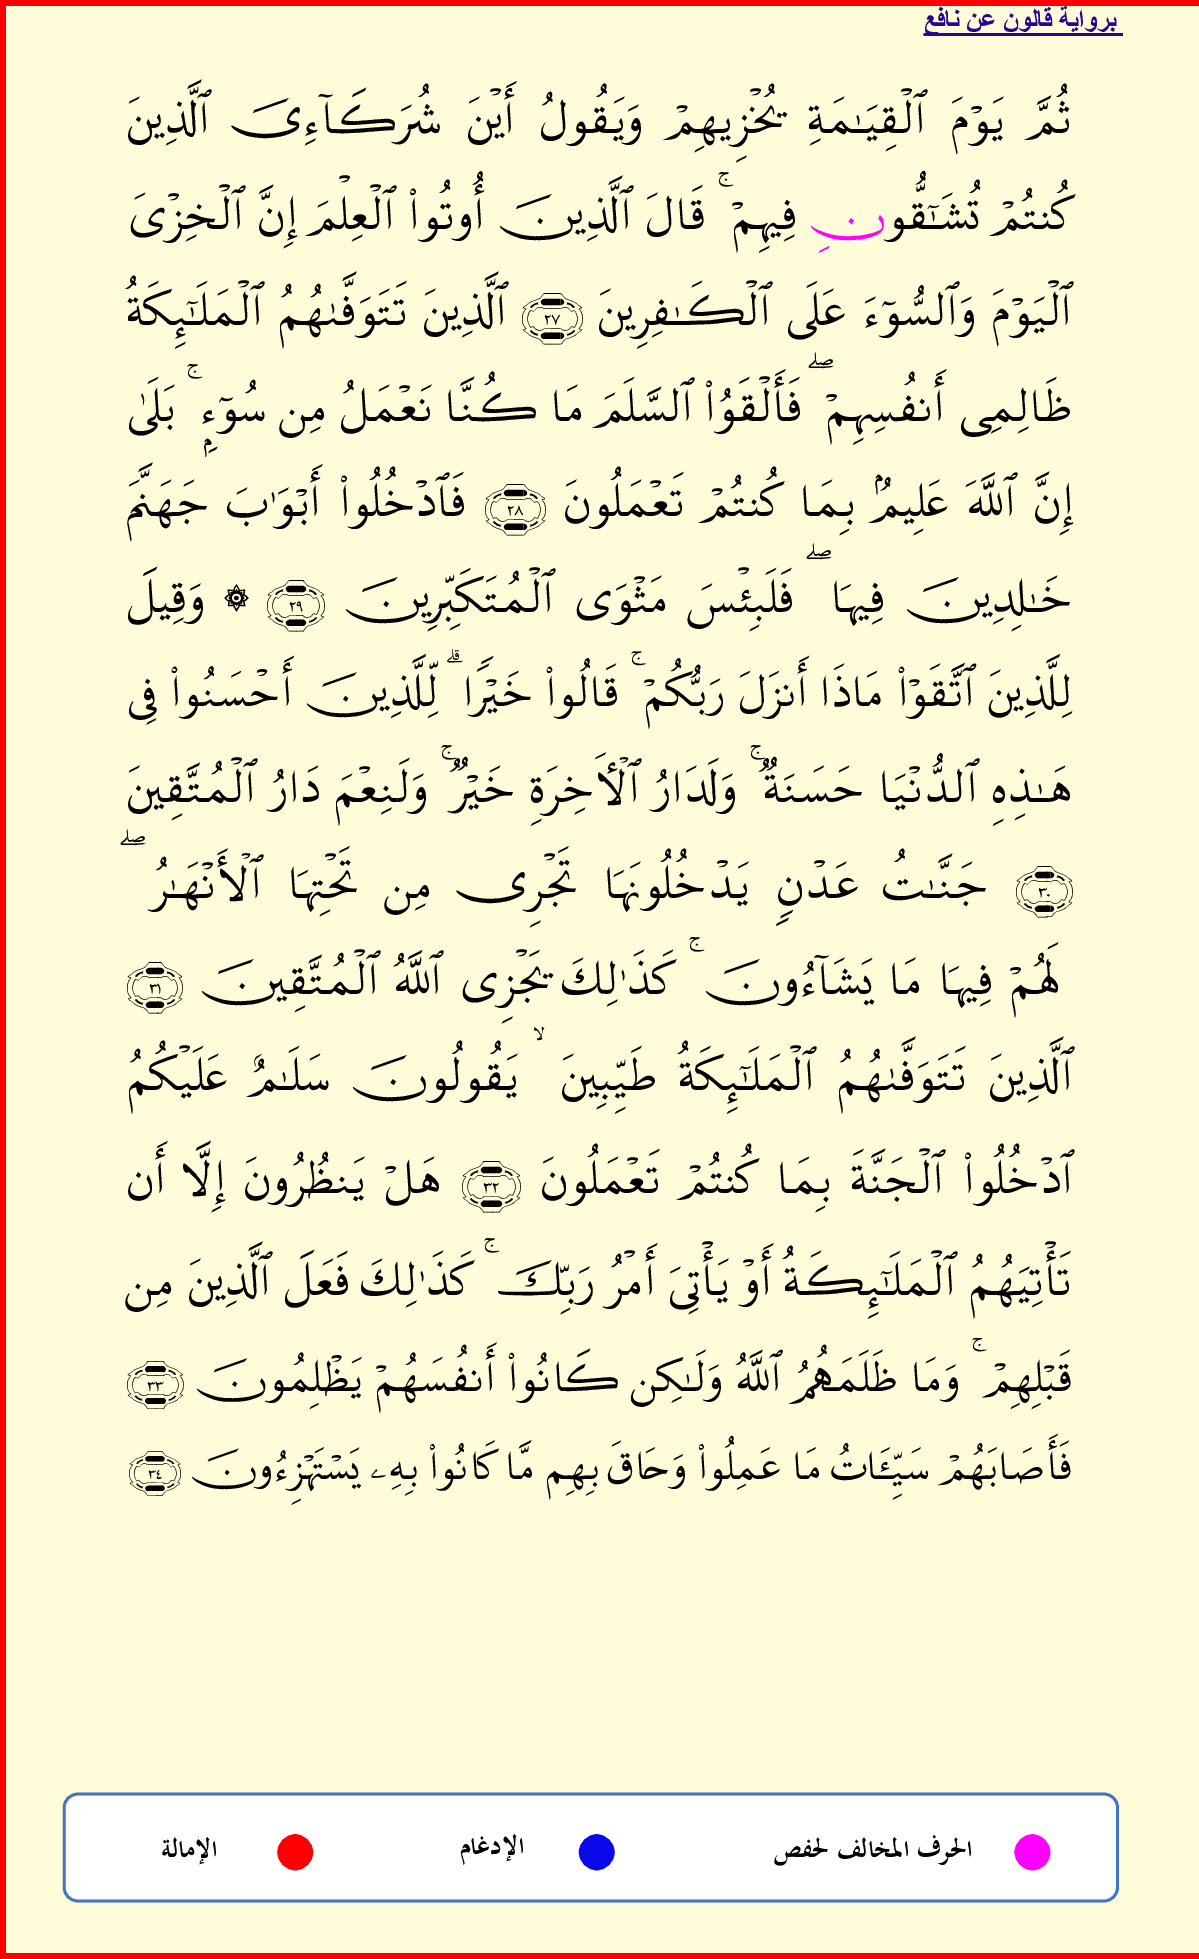 برواية قالون عن نافع
ثُمَّ يَوْمَ ٱلْقِيَٰمَةِ يُخْزِيهِمْ وَيَقُولُ أَيْنَ شُرَكَآءِىَ ٱلَّذِينَ
كُنتُمْ تُشَٰٓقُّونِ فِيهِمْ ۚ قَالَ ٱلَّذِينَ أُوتُوا۟ ٱلْعِلْمَ إِنَّ ٱلْخِزْىَ
ٱلْيَوْمَ وَٱلسُّوٓءَ عَلَى ٱلْكَٰفِرِينَ ٢٧ ٱلَّذِينَ تَتَوَفَّىٰهُمُ ٱلْمَلَٰٓئِكَةُ
ظَالِمِىٓ أَنفُسِهِمْ ۖ فَأَلْقَوُا۟ ٱلسَّلَمَ مَا كُنَّا نَعْمَلُ مِن سُوٓءٍۭ ۚ بَلَىٰ
إِنَّ ٱللَّهَ عَلِيمٌۢ بِمَا كُنتُمْ تَعْمَلُونَ ٢٨ فَٱدْخُلُوا۟ أَبْوَٰبَ جَهَنَّمَ
خَٰلِدِينَ فِيهَا ۖ فَلَبِئْسَ مَثْوَى ٱلْمُتَكَبِّرِينَ ٢٩ ۞ وَقِيلَ
لِلَّذِينَ ٱتَّقَوْا۟ مَاذَا أَنزَلَ رَبُّكُمْ ۚ قَالُوا۟ خَيْرًا ۗ لِّلَّذِينَ أَحْسَنُوا۟ فِى
هَٰذِهِ ٱلدُّنْيَا حَسَنَةٌ ۚ وَلَدَارُ ٱلْأَخِرَةِ خَيْرٌ ۚ وَلَنِعْمَ دَارُ ٱلْمُتَّقِينَ
٣٠ جَنَّٰتُ عَدْنٍ يَدْخُلُونَهَا تَجْرِى مِن تَحْتِهَا ٱلْأَنْهَٰرُ ۖ
لَهُمْ فِيهَا مَا يَشَآءُونَ ۚ كَذَٰلِكَ يَجْزِى ٱللَّهُ ٱلْمُتَّقِينَ ٣١
ٱلَّذِينَ تَتَوَفَّىٰهُمُ ٱلْمَلَٰٓئِكَةُ طَيِّبِينَ ۙ يَقُولُونَ سَلَٰمٌ عَلَيْكُمُ
ٱدْخُلُوا۟ ٱلْجَنَّةَ بِمَا كُنتُمْ تَعْمَلُونَ ٣٢ هَلْ يَنظُرُونَ إِلَّا أَن
تَأْتِيَهُمُ ٱلْمَلَٰٓئِكَةُ أَوْ يَأْتِىَ أَمْرُ رَبِّكَ ۚ كَذَٰلِكَ فَعَلَ ٱلَّذِينَ مِن
قَبْلِهِمْ ۚ وَمَا ظَلَمَهُمُ ٱللَّهُ وَلَٰكِن كَانُوا۟ أَنفُسَهُمْ يَظْلِمُونَ ٣٣
فَأَصَابَهُمْ سَيِّـَٔاتُ مَا عَمِلُوا۟ وَحَاقَ بِهِم مَّا كَانُوا۟ بِهِۦ يَسْتَهْزِءُونَ ٣٤
الحرف المخالف لحفص الإدغام الإمالة